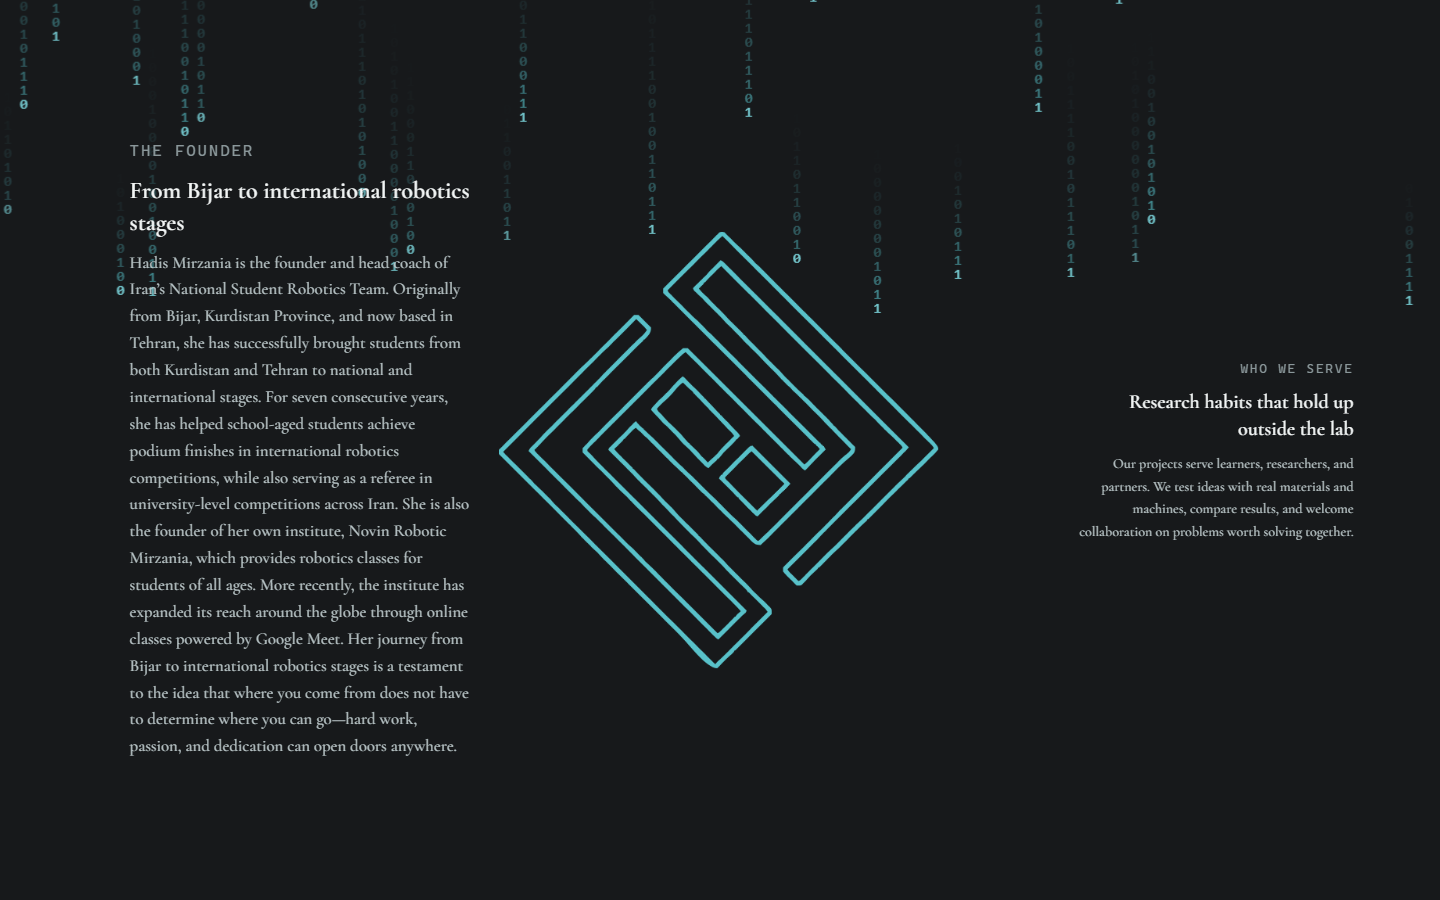 THE FOUNDER
From Bijar to international robotics
stages
Hadis Mirzania is the founder and head coach of
Iran's National Student Robotics Team. Originally
from Bijar, Kurdistan Province, and now based in
Tehran, she has successfully brought students from
both Kurdistan and Tehran to national and
international stages. For seven consecutive years,
she has helped school-aged students achieve
podium finishes in international robotics
competitions, while also serving as a referee in
university-level competitions across Iran. She is also
the founder of her own institute, Novin Robotic
Mirzania, which provides robotics classes for
students of all ages. More recently, the institute has
expanded its reach around the globe through online
classes powered by Google Meet. Her journey from
Bijar to international robotics stages is a testament
to the idea that where you come from does not have
to determine where you can go—hard work,
passion, and dedication can open doors anywhere.
WHO WE SERVE
Research habits that hold up
outside the lab
Our projects serve learners, researchers, and
partners. We test ideas with real materials and
machines, compare results, and welcome
collaboration on problems worth solving together.